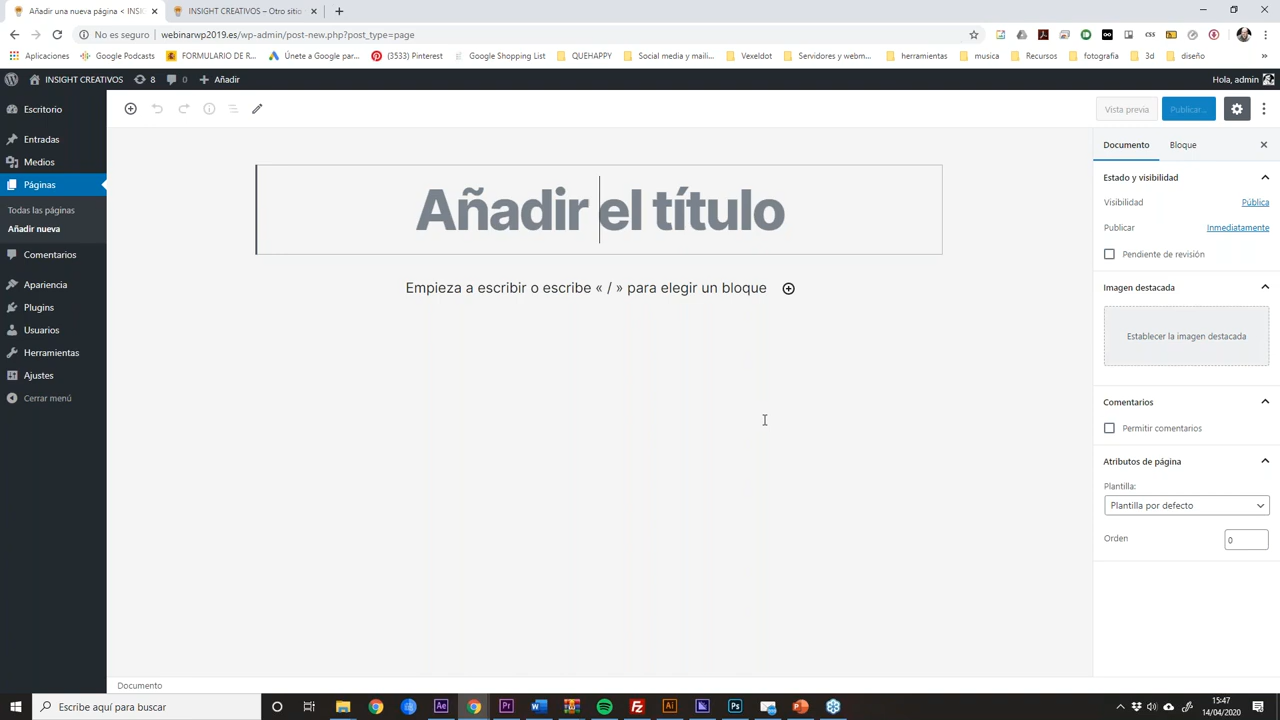 Añadir una nueva página < INSIG
INSIGHT CREATIVOS – Otro sitio
No es seguro | webinarwp2019.es/wp-admin/post-new.php?post_type=page
Aplicaciones
Google Podcasts
FORMULARIO DE R...
Únete a Google par...
(3533) Pinterest
Google Shopping List
QUEHAPPY
Social media y maili...
Vexeldot
Servidores y webm...
herramientas
musica
Recursos
fotografia
3d
diseño
»
INSIGHT CREATIVOS
8
0
Añadir
Hola, admin
Escritorio
Entradas
Medios
Páginas
Todas las páginas
Añadir nueva
Comentarios
Apariencia
Plugins
Usuarios
Herramientas
Ajustes
Cerrar menú
Vista previa
Publicar...
Añadir el título
Empieza a escribir o escribe « / » para elegir un bloque
Documento
Bloque
Estado y visibilidad
Visibilidad
Pública
Publicar
Inmediatamente
Pendiente de revisión
Imagen destacada
Establecer la imagen destacada
Comentarios
Permitir comentarios
Atributos de página
Plantilla:
Plantilla por defecto
Orden
0
Documento
Escribe aquí para buscar
15:47
14/04/2020